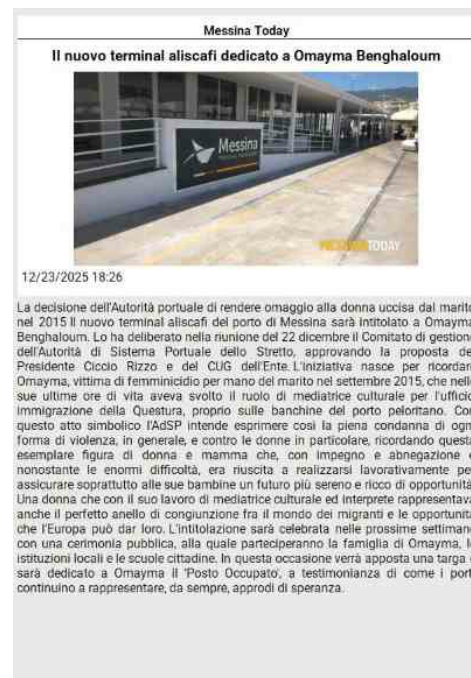 Messina Today
Il nuovo terminal aliscafi dedicato a Omayma Benghaloum
Messina
TODAY
12/23/2025 18:26
La decisione dell'Autorità portuale di rendere omaggio alla donna uccisa dal marito
nel 2015 Il nuovo terminal aliscafi del porto di Messina sarà intitolato a Omayma
Benghaloum. Lo ha deliberato nella riunione del 22 dicembre il Comitato di gestione
dell'Autorità di Sistema Portuale dello Stretto, approvando la proposta del
Presidente Ciccio Rizzo e del CUG dell'Ente. L'iniziativa nasce per ricordare
Omayma, vittima di femminicidio per mano del marito nel settembre 2015, che nelle
sue ultime ore di vita aveva svolto il ruolo di mediatrice culturale per l'ufficio
Immigrazione della Questura, proprio sulle banchine del porto peloritano. Con
questo atto simbolico l'AdSP intende esprimere così la piena condanna di ogni
forma di violenza, in generale, e contro le donne in particolare, ricordando questa
esemplare figura di donna e mamma che, con impegno e abnegazione e
nonostante le enormi difficoltà, era riuscita a realizzarsi lavorativamente per
assicurare soprattutto alle sue bambine un futuro più sereno e ricco di opportunità.
Una donna che con il suo lavoro di mediatrice culturale ed interprete rappresentava
anche il perfetto anello di congiunzione fra il mondo dei migranti e le opportunità
che l'Europa può dar loro. L'intitolazione sarà celebrata nelle prossime settimane
con una cerimonia pubblica, alla quale parteciperanno la famiglia di Omayma, le
istituzioni locali e le scuole cittadine. In questa occasione verrà apposta una targa e
sarà dedicato a Omayma il 'Posto Occupato', a testimonianza di come i porti
continuino a rappresentare, da sempre, approdi di speranza.